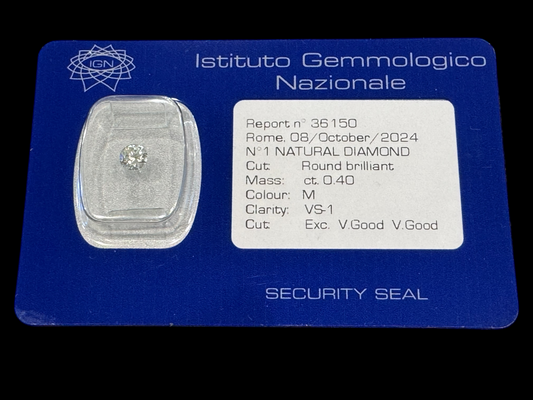 IGN
Istituto Gemmologico
Nazionale
Report n° 36150
Rome, 08/October/2024
N°1 NATURAL DIAMOND
Cut: Round brilliant
Mass: ct. 0.40
Colour: M
Clarity: VS-1
Cut: Exc. V.Good V.Good
SECURITY SEAL